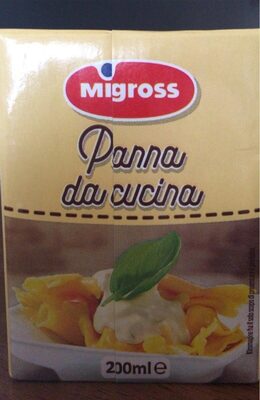 MIGROSS
Panna
da cucina
200ml e